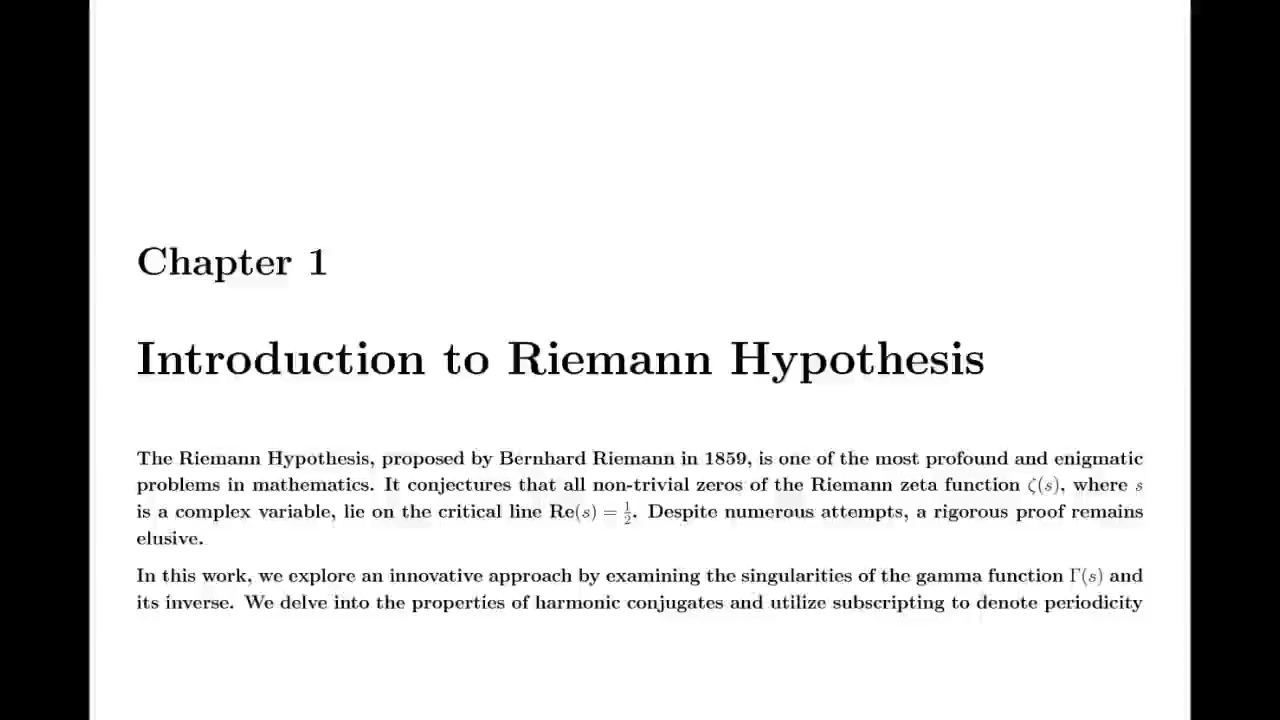 Chapter 1
Introduction to Riemann Hypothesis
The Riemann Hypothesis, proposed by Bernhard Riemann in 1859, is one of the most profound and enigmatic
problems in mathematics. It conjectures that all non-trivial zeros of the Riemann zeta function ζ(s), where s
is a complex variable, lie on the critical line Re(s) = 1/2. Despite numerous attempts, a rigorous proof remains
elusive.
In this work, we explore an innovative approach by examining the singularities of the gamma function Γ(s) and
its inverse. We delve into the properties of harmonic conjugates and utilize subscripting to denote periodicity